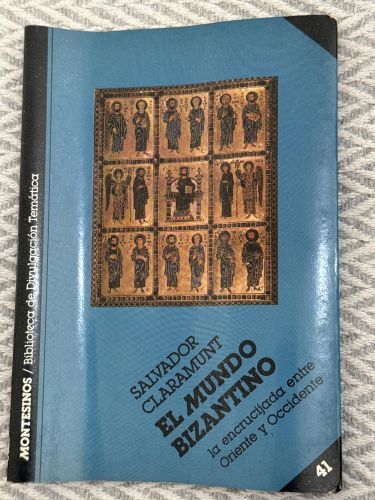 MONTESINOS / Biblioteca de Divulgación Temática
SALVADOR
CLARAMUNT
EL MUNDO
BIZANTINO
la encrucijada entre
Oriente y Occidente
41